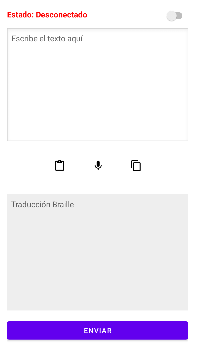 Estado: Desconectado
Escribe el texto aquí
Traducción Braille
ENVIAR